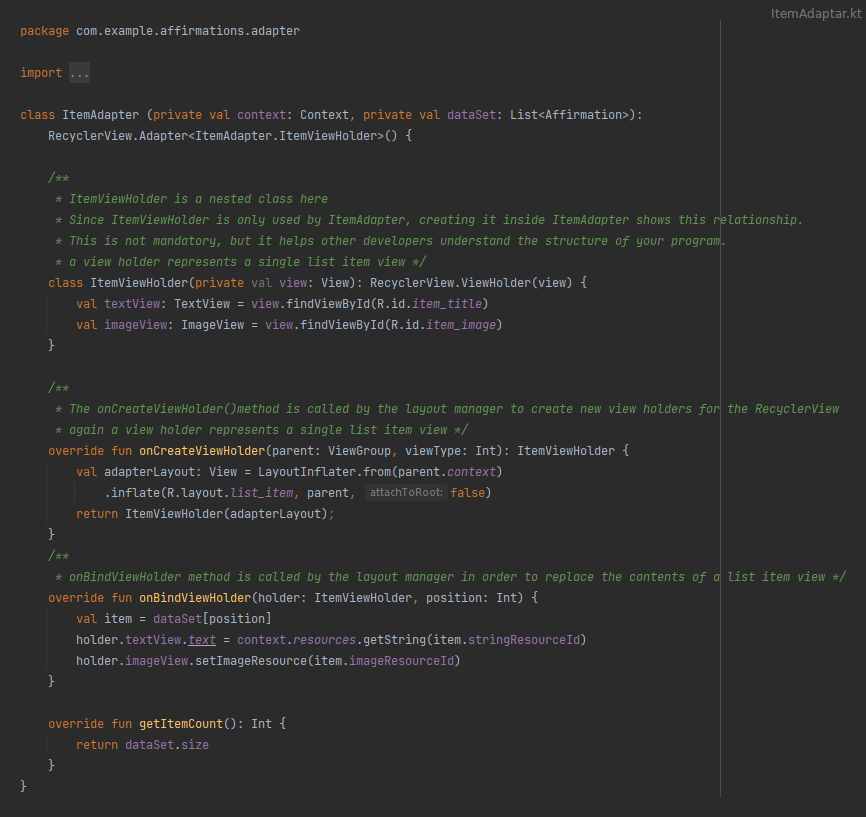 ItemAdaptar.kt
package com.example.affirmations.adapter
import ...
class ItemAdapter (private val context: Context, private val dataSet: List<Affirmation>):
    RecyclerView.Adapter<ItemAdapter.ItemViewHolder>() {
    /**
     * ItemViewHolder is a nested class here
     * Since ItemViewHolder is only used by ItemAdapter, creating it inside ItemAdapter shows this relationship.
     * This is not mandatory, but it helps other developers understand the structure of your program.
     * a view holder represents a single list item view */
    class ItemViewHolder(private val view: View): RecyclerView.ViewHolder(view) {
        val textView: TextView = view.findViewById(R.id.item_title)
        val imageView: ImageView = view.findViewById(R.id.item_image)
    }
    /**
     * The onCreateViewHolder()method is called by the layout manager to create new view holders for the RecyclerView
     * again a view holder represents a single list item view */
    override fun onCreateViewHolder(parent: ViewGroup, viewType: Int): ItemViewHolder {
        val adapterLayout: View = LayoutInflater.from(parent.context)
            .inflate(R.layout.list_item, parent, attachToRoot: false)
        return ItemViewHolder(adapterLayout);
    }
    /**
     * onBindViewHolder method is called by the layout manager in order to replace the contents of a list item view */
    override fun onBindViewHolder(holder: ItemViewHolder, position: Int) {
        val item = dataSet[position]
        holder.textView.text = context.resources.getString(item.stringResourceId)
        holder.imageView.setImageResource(item.imageResourceId)
    }
    override fun getItemCount(): Int {
        return dataSet.size
    }
}